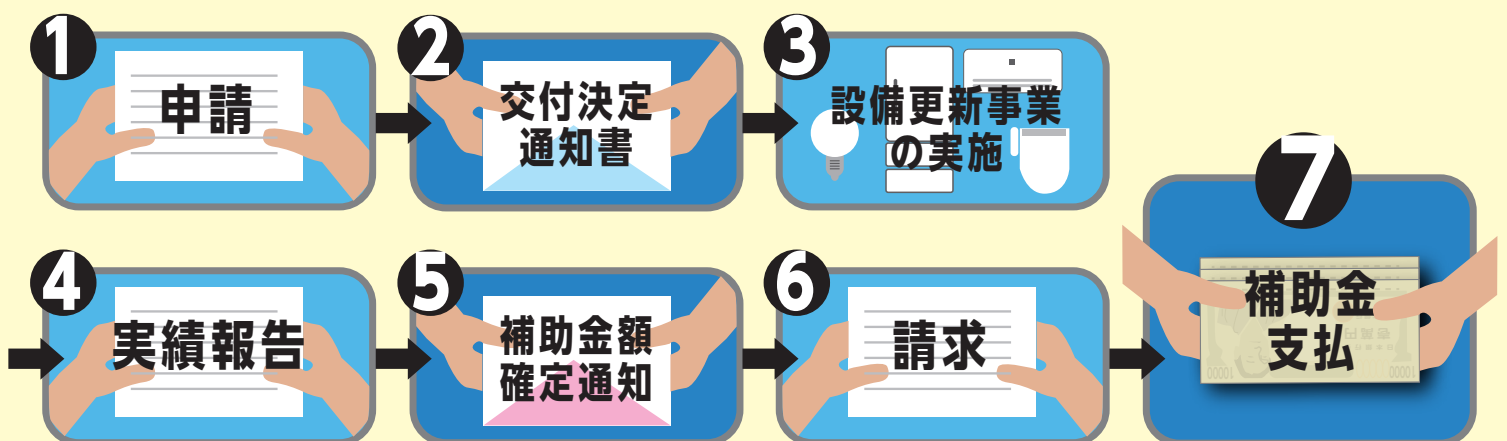 1
申請
2
交付決定
通知書
3
設備更新事業
の実施
4
実績報告
5
補助金額
確定通知
6
請求
7
補助金
支払